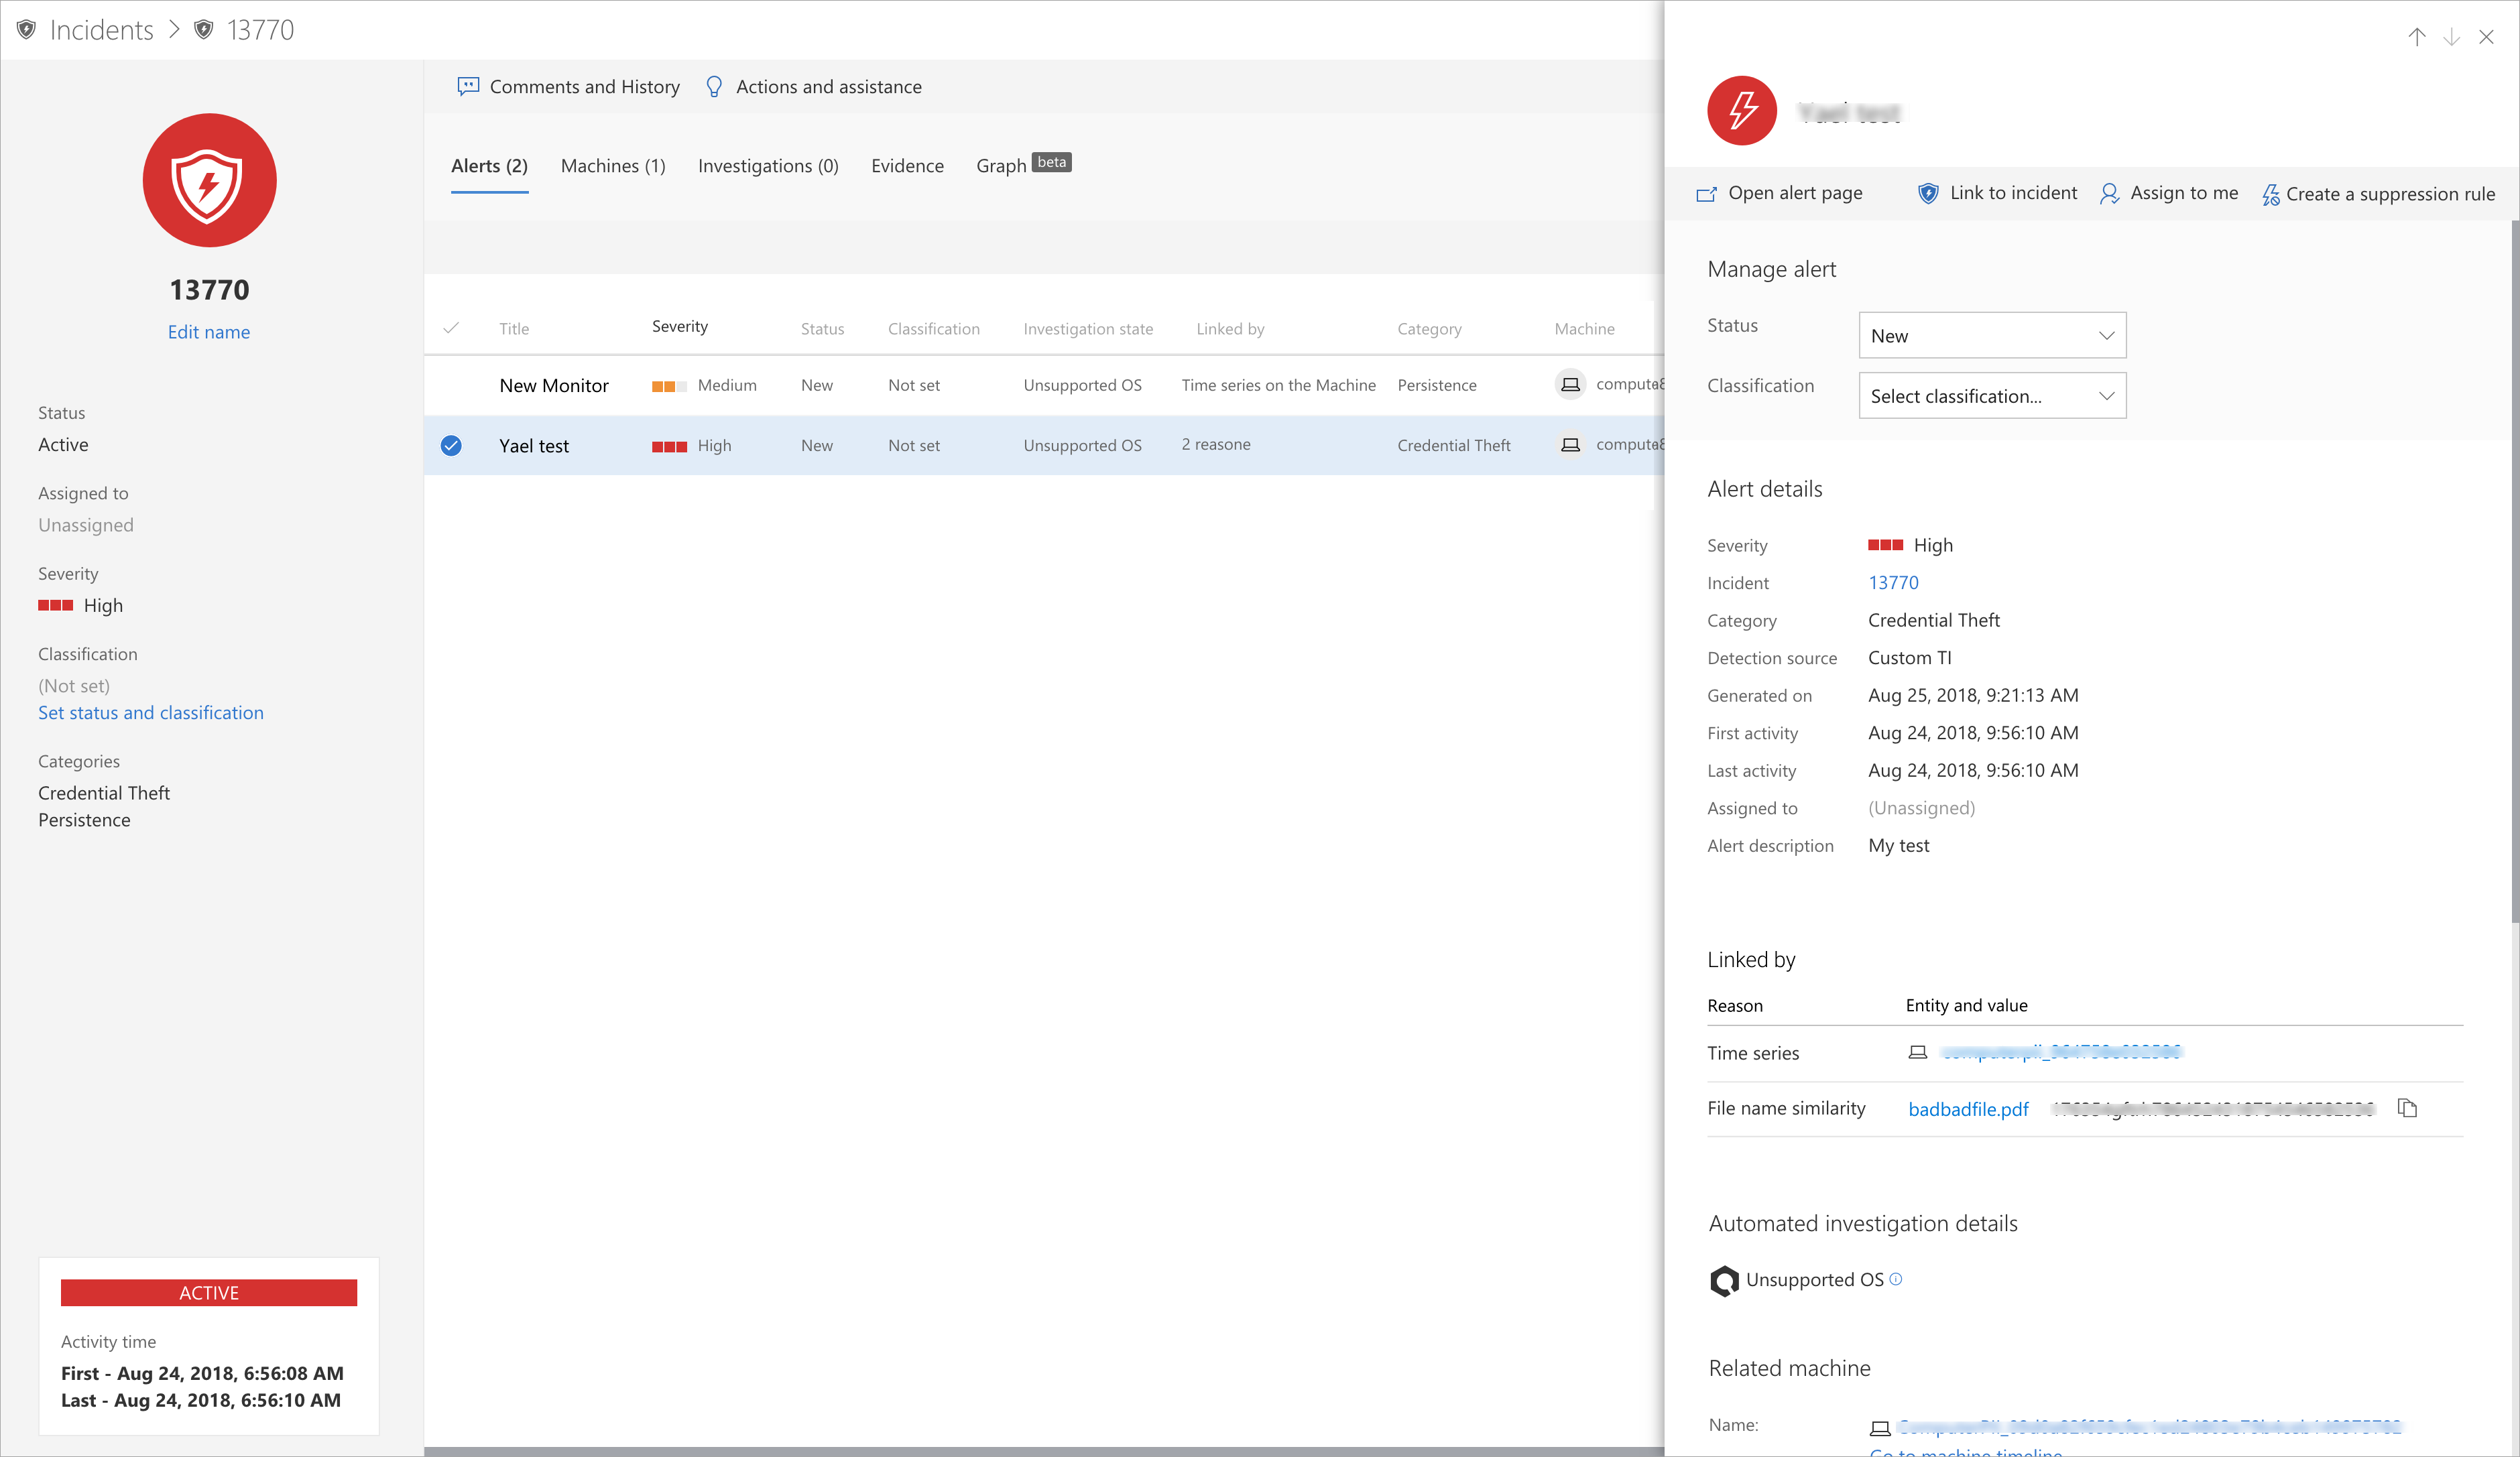 Incidents > 13770
13770
Edit name
Status
Active
Assigned to
Unassigned
Severity
High
Classification
(Not set)
Set status and classification
Categories
Credential Theft
Persistence
ACTIVE
Activity time
First - Aug 24, 2018, 6:56:08 AM
Last - Aug 24, 2018, 6:56:10 AM
Comments and History Actions and assistance
Alerts (2) Machines (1) Investigations (0) Evidence Graph beta
Title Severity Status Classification Investigation state Linked by Category Machine
New Monitor Medium New Not set Unsupported OS Time series on the Machine Persistence
Yael test High New Not set Unsupported OS 2 reasone Credential Theft
Yael test
Open alert page Link to incident Assign to me Create a suppression rule
Manage alert
Status New
Classification Select classification...
Alert details
Severity High
Incident 13770
Category Credential Theft
Detection source Custom TI
Generated on Aug 25, 2018, 9:21:13 AM
First activity Aug 24, 2018, 9:56:10 AM
Last activity Aug 24, 2018, 9:56:10 AM
Assigned to (Unassigned)
Alert description My test
Linked by
Reason Entity and value
Time series
File name similarity badbadfile.pdf
Automated investigation details
Unsupported OS
Related machine
Name:
Go to machine timeline